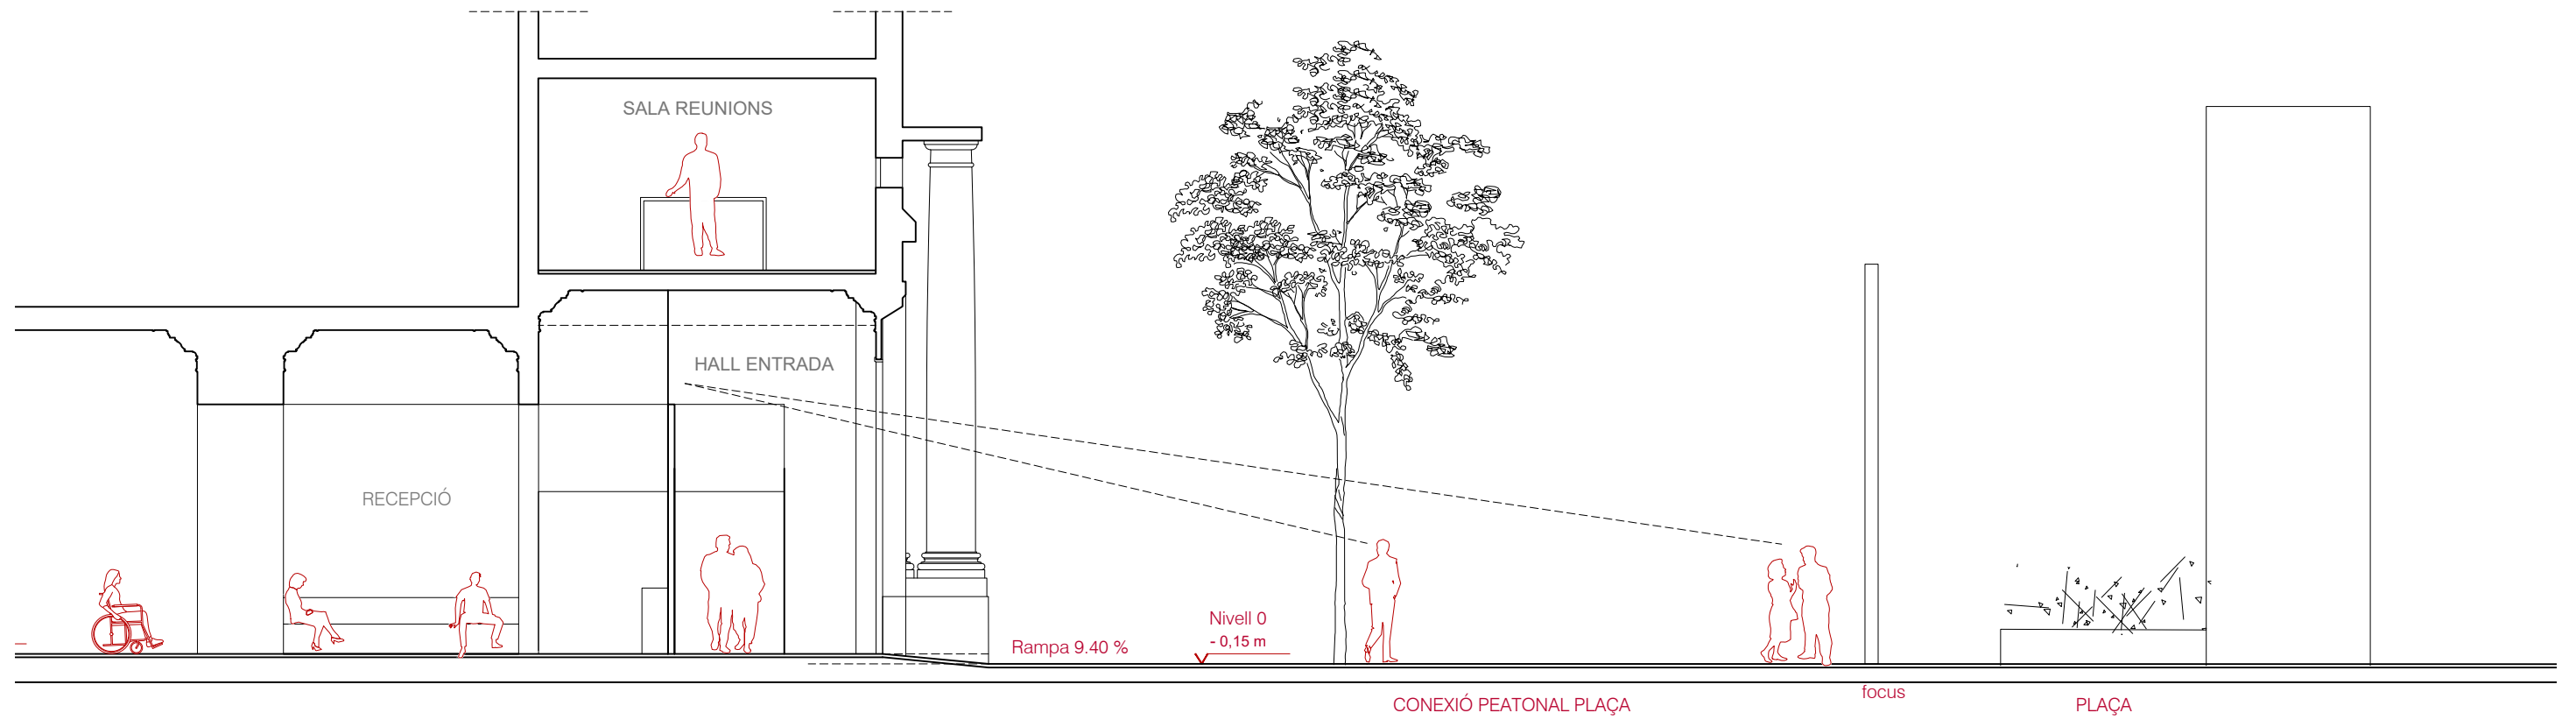 SALA REUNIONS
HALL ENTRADA
RECEPCIÓ
Nivell 0
- 0,15 m
Rampa 9.40 %
focus
CONEXIÓ PEATONAL PLAÇA
PLAÇA